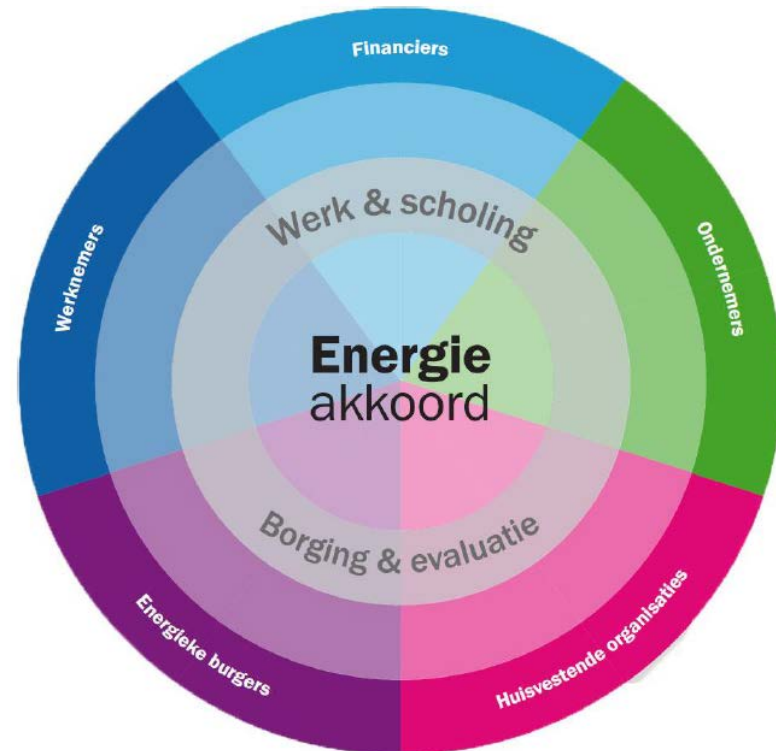 Financiers
Werknemers
Ondernemers
Werk & scholing
Energie
akkoord
Borging & evaluatie
Energieke burgers
Huisvestende organisaties